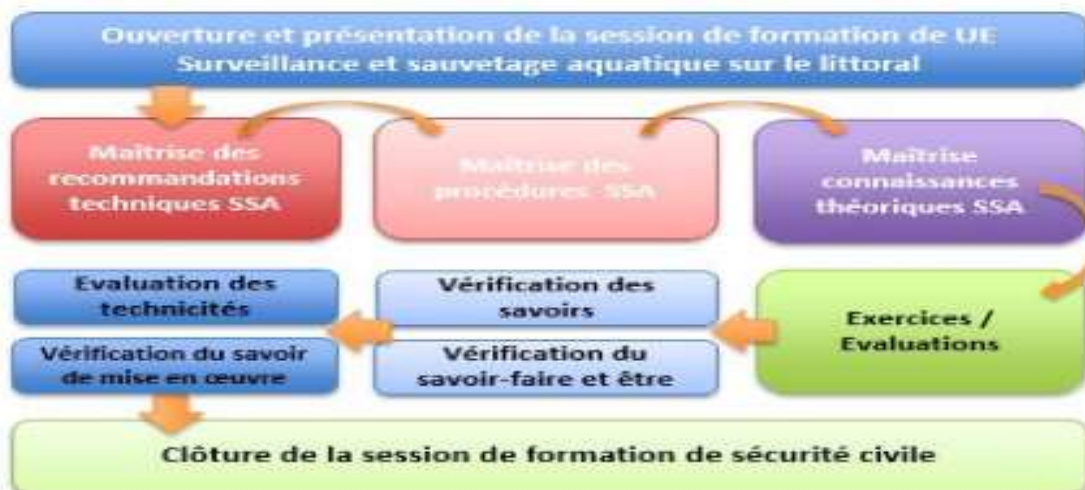 Ouverture et présentation de la session de formation de UE
Surveillance et sauvetage aquatique sur le littoral
Maîtrise des
recommandations
techniques SSA
Maîtrise des
procédures SSA
Maîtrise
connaissances
théoriques SSA
Evaluation des
technicités
Vérification du savoir
de mise en œuvre
Vérification des
savoirs
Vérification du
savoir-faire et être
Exercices /
Evaluations
Clôture de la session de formation de sécurité civile